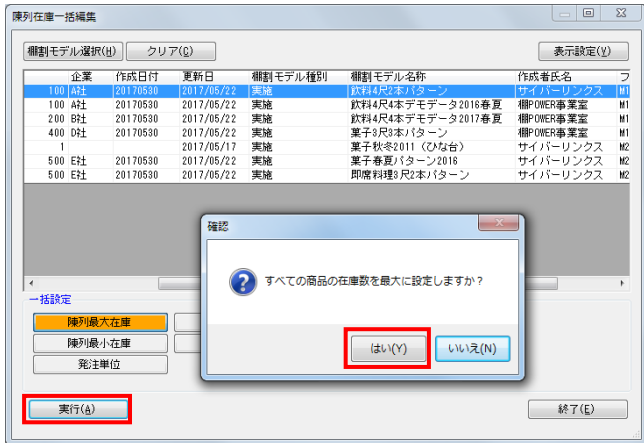 陳列在庫一括編集
棚割モデル選択(H) クリア(C) 表示設定(V)
企業 作成日付 更新日 棚割モデル種別 棚割モデル名称 作成者氏名 フ
100 A社 20170530 2017/05/22 実施 飲料4尺2本パターン サイバーリンクス M1
100 A社 20170530 2017/05/22 実施 飲料4尺4本デモデータ2016春夏 棚POWER事業室 M1
200 B社 20170530 2017/05/22 実施 飲料4尺4本デモデータ2017春夏 棚POWER事業室 M1
400 D社 20170530 2017/05/22 実施 菓子3尺3本パターン 棚POWER事業室 M1
1 2017/05/17 実施 菓子秋冬2011（ひな台） サイバーリンクス M2
500 E社 20170530 2017/05/22 実施 菓子春夏パターン2016 サイバーリンクス M2
500 E社 20170530 2017/05/22 実施 即席料理3尺2本パターン サイバーリンクス M2
確認
すべての商品の在庫数を最大に設定しますか？
はい(Y) いいえ(N)
一括設定
陳列最大在庫
陳列最小在庫
発注単位
実行(A) 終了(E)